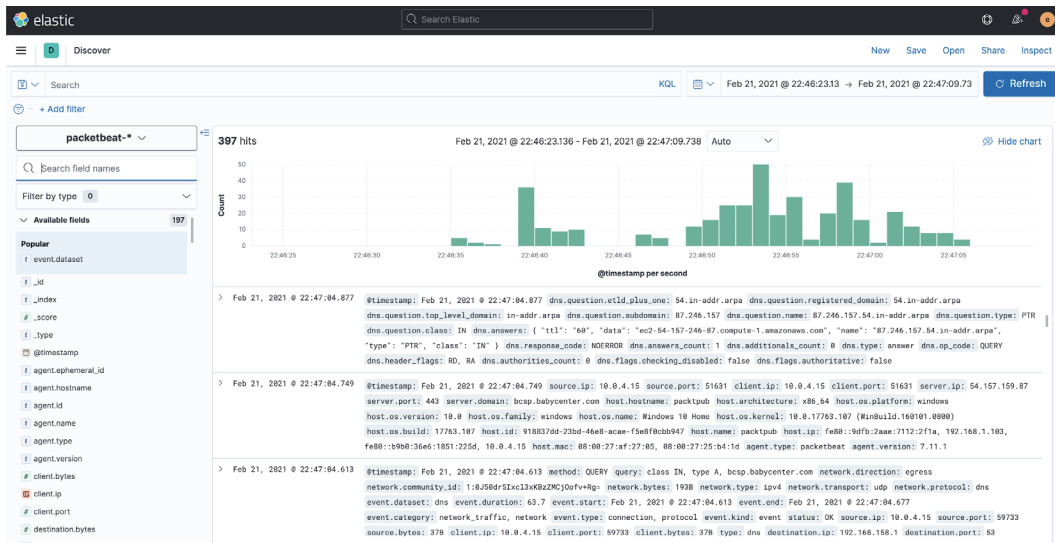 elastic
Search Elastic
e
D Discover
New Save Open Share Inspect
Search KQL Feb 21, 2021 @ 22:46:23.13 → Feb 21, 2021 @ 22:47:09.73 Refresh
+ Add filter
packetbeat-*
Search field names
Filter by type 0
Available fields 197
Popular
t event.dataset
t _id
t _index
# _score
t _type
@timestamp
t agent.ephemeral_id
t agent.hostname
t agent.id
t agent.name
t agent.type
t agent.version
# client.bytes
IP client.ip
# client.port
# destination.bytes
397 hits Feb 21, 2021 @ 22:46:23.136 - Feb 21, 2021 @ 22:47:09.738 Auto Hide chart
Count
50
40
30
20
10
0
22:46:25 22:46:30 22:46:35 22:46:40 22:46:45 22:46:50 22:46:55 22:47:00 22:47:05
@timestamp per second
Feb 21, 2021 @ 22:47:04.877 @timestamp: Feb 21, 2021 @ 22:47:04.877 dns.question.etld_plus_one: 54.in-addr.arpa dns.question.registered_domain: 54.in-addr.arpa
dns.question.top_level_domain: in-addr.arpa dns.question.subdomain: 87.246.157 dns.question.name: 87.246.157.54.in-addr.arpa dns.question.type: PTR
dns.question.class: IN dns.answers: { "ttl": "60", "data": "ec2-54-157-246-87.compute-1.amazonaws.com", "name": "87.246.157.54.in-addr.arpa",
"type": "PTR", "class": "IN" } dns.response_code: NOERROR dns.answers_count: 1 dns.additionals_count: 0 dns.type: answer dns.op_code: QUERY
dns.header_flags: RD, RA dns.authorities_count: 0 dns.flags.checking_disabled: false dns.flags.authoritative: false
Feb 21, 2021 @ 22:47:04.749 @timestamp: Feb 21, 2021 @ 22:47:04.749 source.ip: 10.0.4.15 source.port: 51631 client.ip: 10.0.4.15 client.port: 51631 server.ip: 54.157.159.87
server.port: 443 server.domain: bcsp.babycenter.com host.hostname: packtpub host.architecture: x86_64 host.os.platform: windows
host.os.version: 10.0 host.os.family: windows host.os.name: Windows 10 Home host.os.kernel: 10.0.17763.107 (WinBuild.160101.0800)
host.os.build: 17763.107 host.id: 918837dd-23bd-46e8-acae-f5e8f0cbb947 host.name: packtpub host.ip: fe80::9dfb:2aae:7112:2f1a, 192.168.1.103,
fe80::b9b0:36e6:1851:225d, 10.0.4.15 host.mac: 08:00:27:af:27:05, 08:00:27:25:b4:1d agent.type: packetbeat agent.version: 7.11.1
Feb 21, 2021 @ 22:47:04.613 @timestamp: Feb 21, 2021 @ 22:47:04.613 method: QUERY query: class IN, type A, bcsp.babycenter.com network.direction: egress
network.community_id: 1:0J50dr5Ixcl3xKBzZMCjOofv+Rg= network.bytes: 193B network.type: ipv4 network.transport: udp network.protocol: dns
event.dataset: dns event.duration: 63.7 event.start: Feb 21, 2021 @ 22:47:04.613 event.end: Feb 21, 2021 @ 22:47:04.677
event.category: network_traffic, network event.type: connection, protocol event.kind: event status: OK source.ip: 10.0.4.15 source.port: 59733
source.bytes: 37B client.ip: 10.0.4.15 client.port: 59733 client.bytes: 37B type: dns destination.ip: 192.168.158.1 destination.port: 53